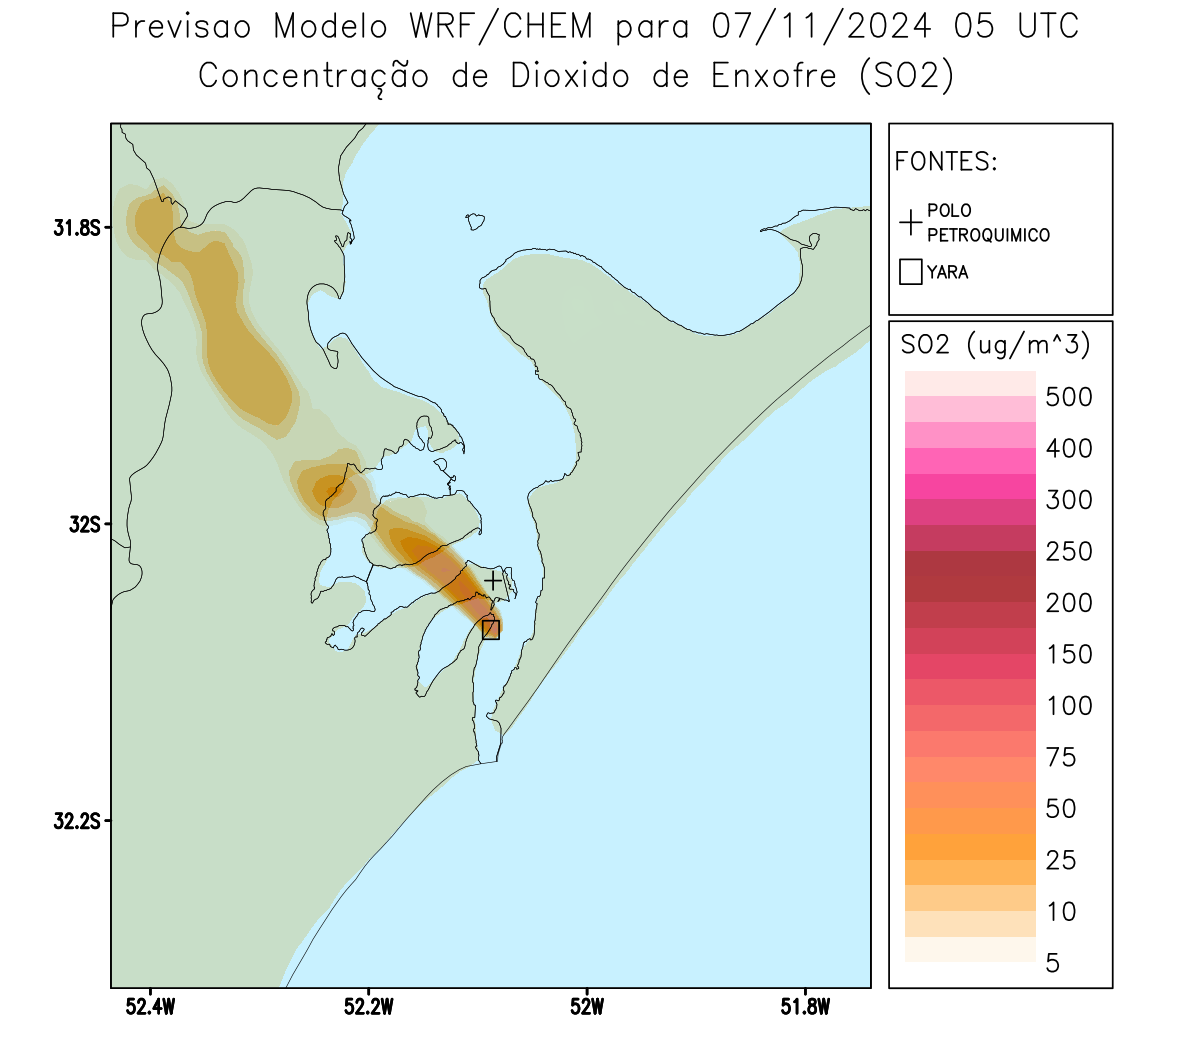 Previsao Modelo WRF/CHEM para 07/11/2024 05 UTC
Concentração de Dioxido de Enxofre (SO2)
FONTES:
POLO
PETROQUIMICO
YARA
SO2 (ug/m^3)
500
400
300
250
200
150
100
75
50
25
10
5
31.8S
32S
32.2S
52.4W
52.2W
52W
51.8W